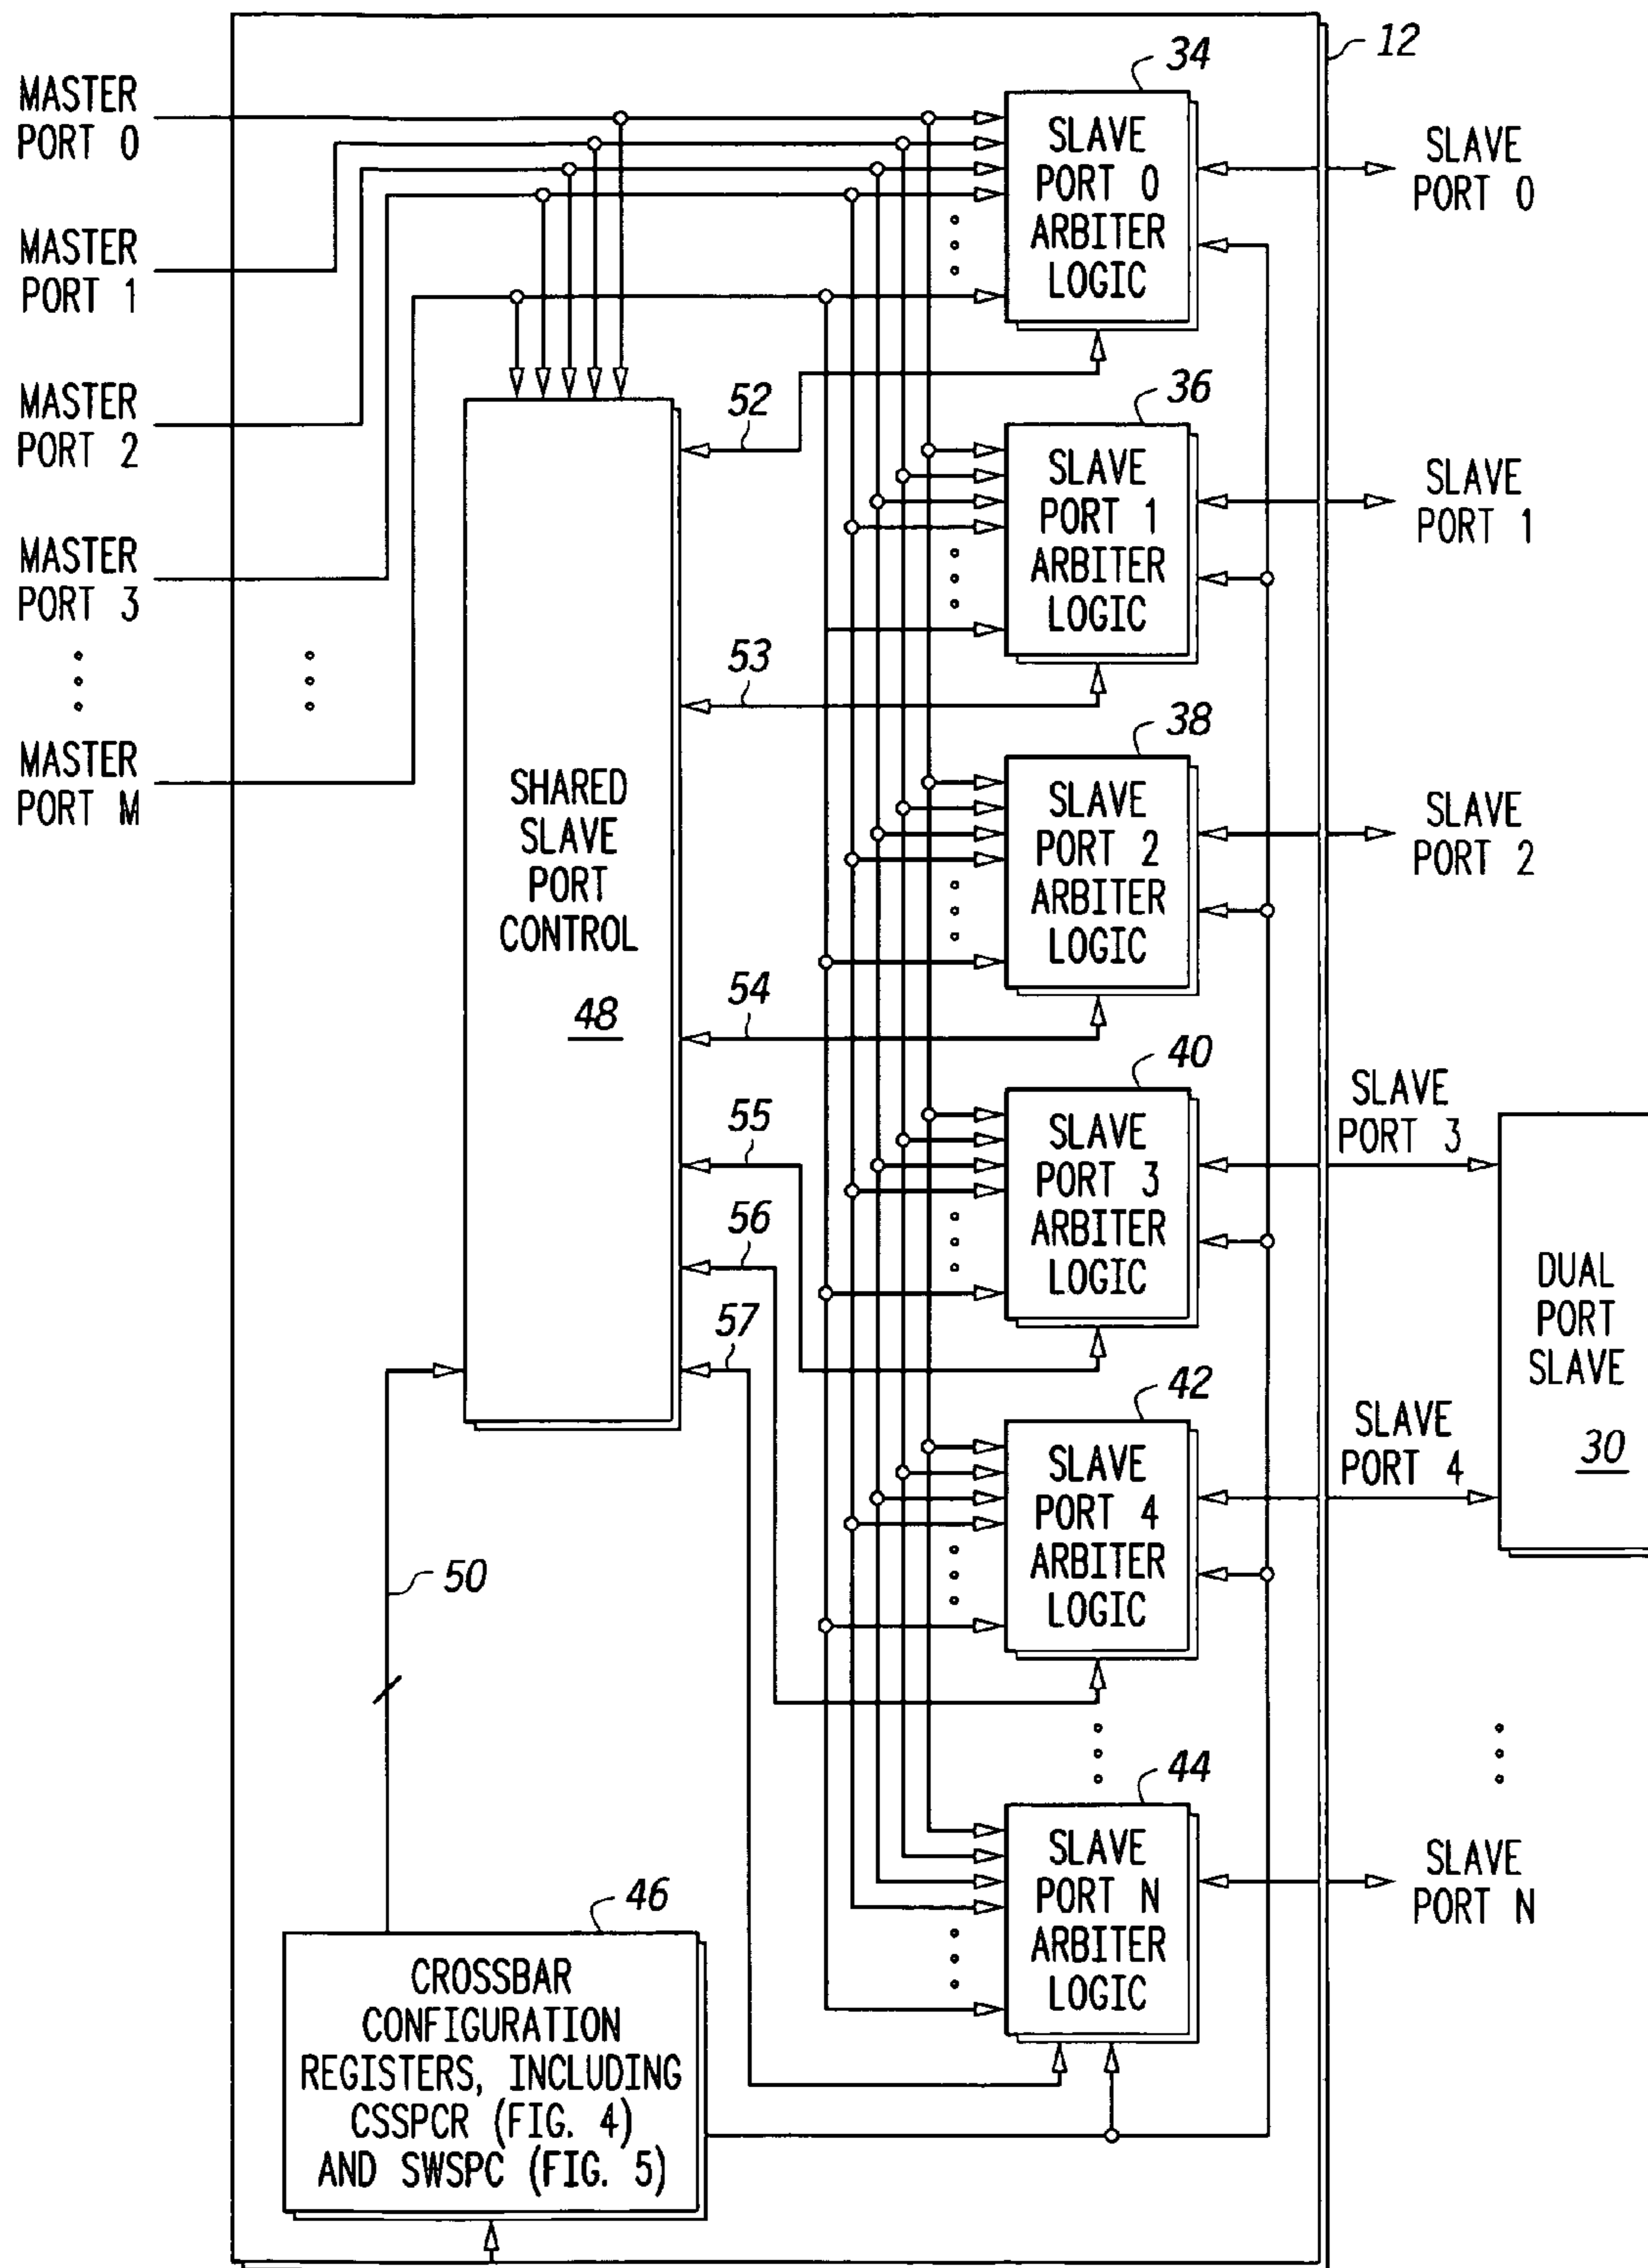 12
34
MASTER
PORT 0
SLAVE
PORT 0
ARBITER
LOGIC
SLAVE
PORT 0
MASTER
PORT 1
MASTER
PORT 2
52
36
SLAVE
PORT 1
ARBITER
LOGIC
SLAVE
PORT 1
MASTER
PORT 3
53
38
MASTER
PORT M
SHARED
SLAVE
PORT
CONTROL
48
SLAVE
PORT 2
ARBITER
LOGIC
SLAVE
PORT 2
54
40
55
SLAVE
PORT 3
ARBITER
LOGIC
SLAVE
PORT 3
56
57
DUAL
PORT
SLAVE
30
42
SLAVE
PORT 4
ARBITER
LOGIC
SLAVE
PORT 4
50
44
SLAVE
PORT N
ARBITER
LOGIC
SLAVE
PORT N
46
CROSSBAR
CONFIGURATION
REGISTERS, INCLUDING
CSSPCR (FIG. 4)
AND SWSPC (FIG. 5)